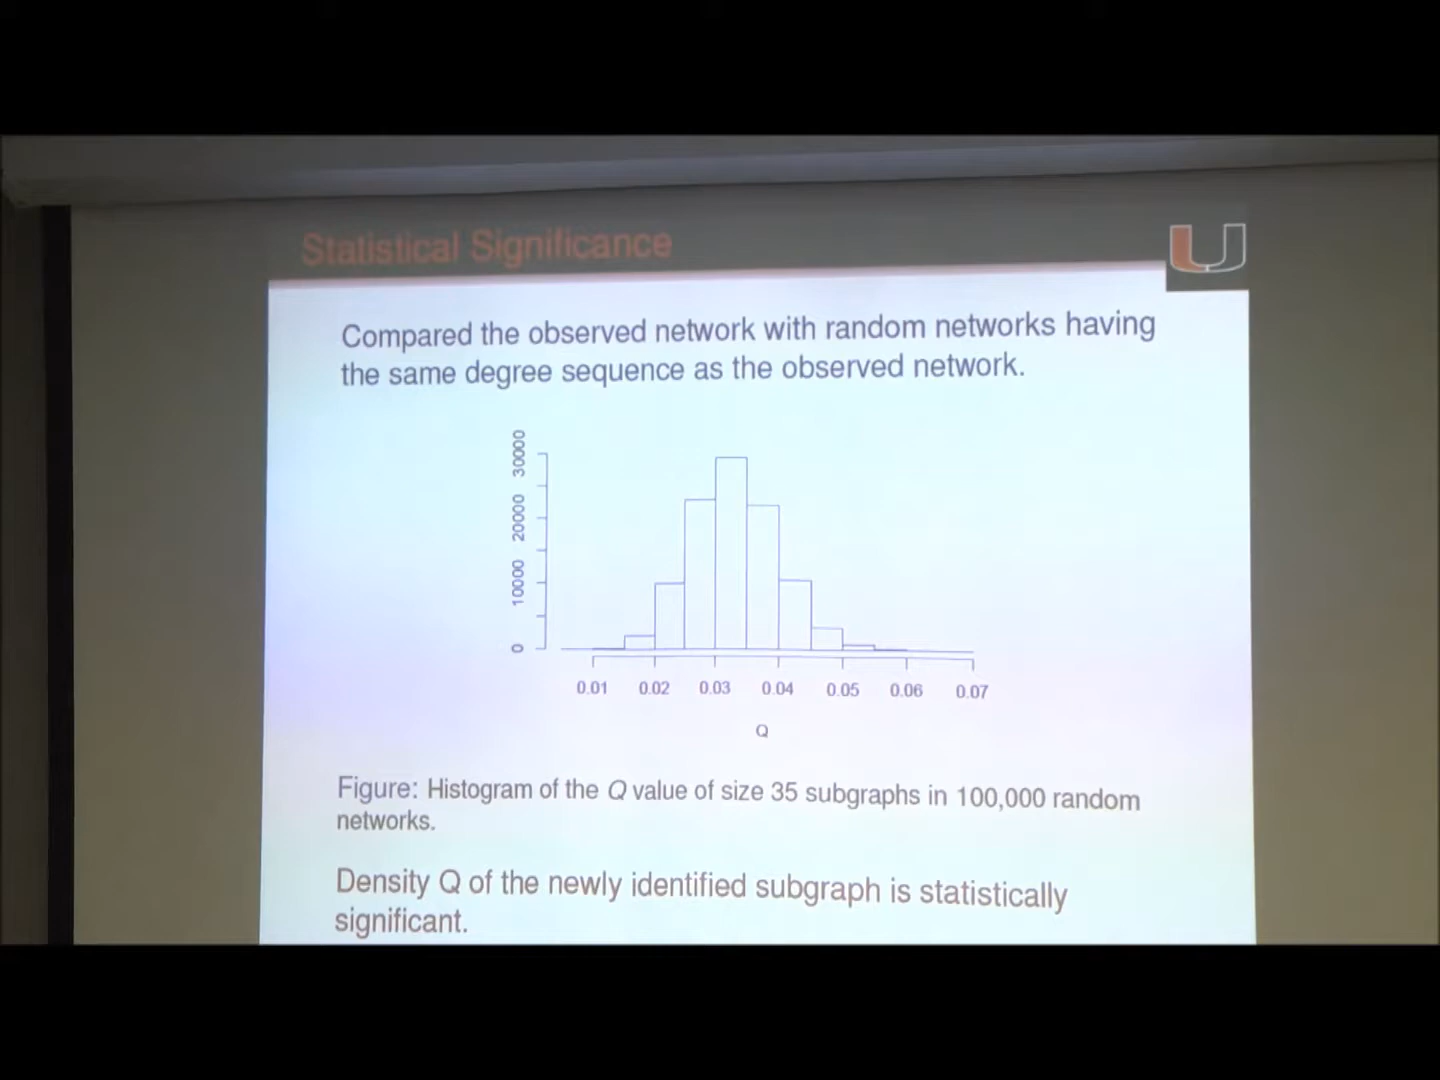 Statistical Significance
U
Compared the observed network with random networks having
the same degree sequence as the observed network.
30000
20000
10000
0
0.01 0.02 0.03 0.04 0.05 0.06 0.07
Q
Figure: Histogram of the Q value of size 35 subgraphs in 100,000 random
networks.
Density Q of the newly identified subgraph is statistically
significant.